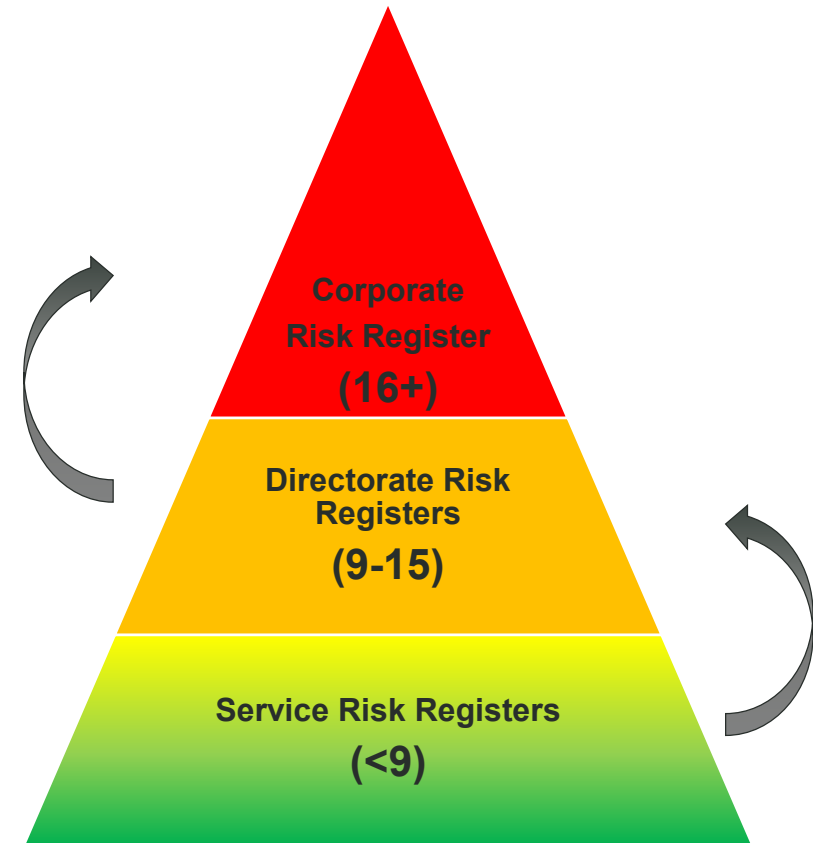 Corporate
Risk Register
(16+)
Directorate Risk
Registers
(9-15)
Service Risk Registers
(<9)